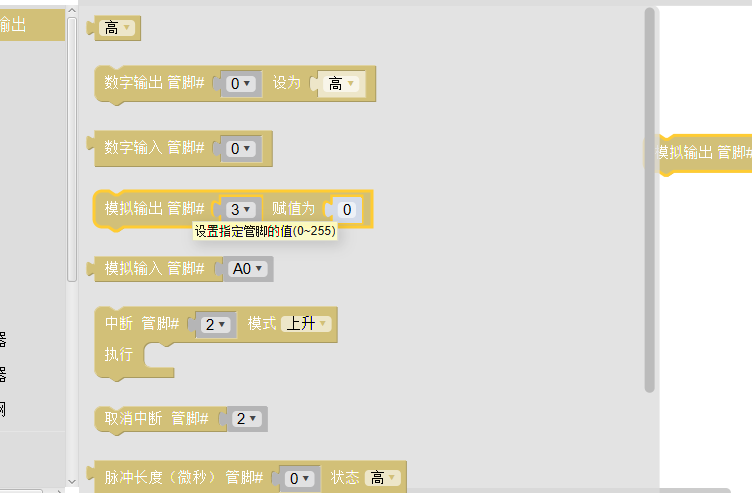 输出
高
数字输出 管脚# 0 设为 高
数字输入 管脚# 0
模拟输出 管脚#
模拟输出 管脚# 3 赋值为 0
设置指定管脚的值(0~255)
模拟输入 管脚# A0
中断 管脚# 2 模式 上升
器
执行
器
取消中断 管脚# 2
脉冲长度（微秒） 管脚# 0 状态 高